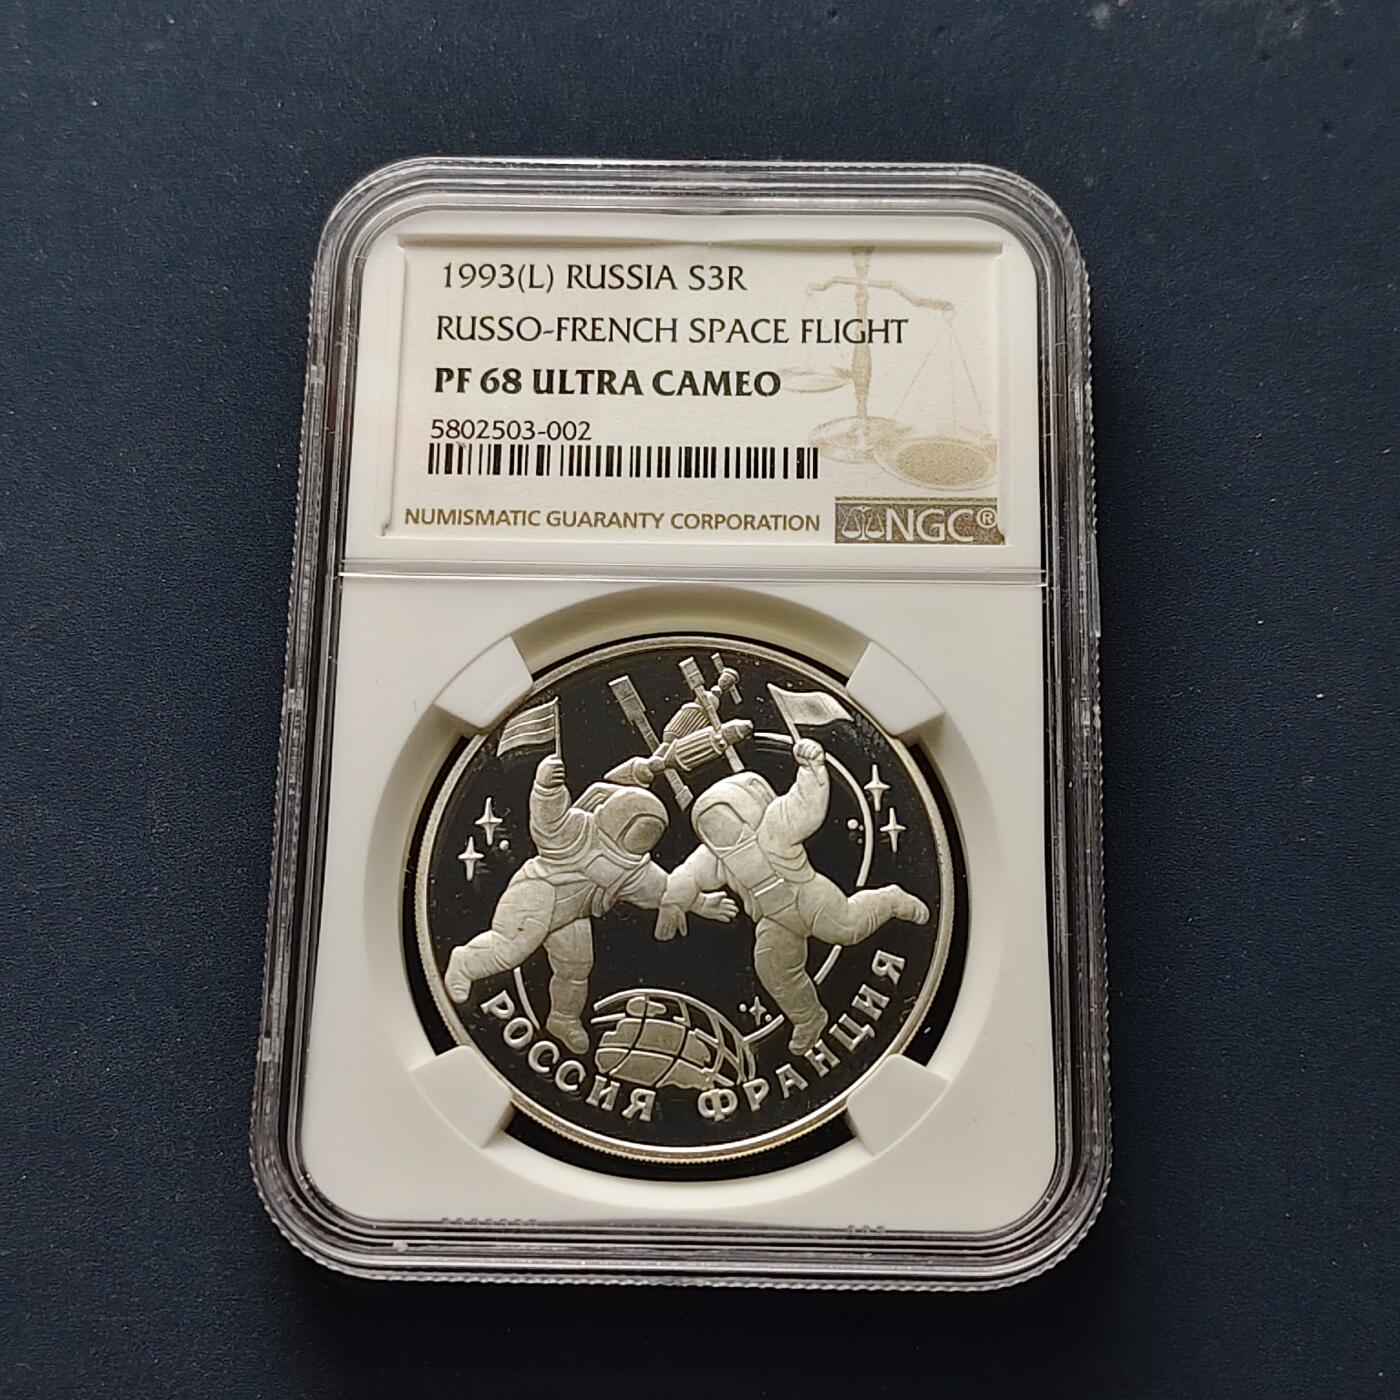 1993(L) RUSSIA S3R
RUSSO-FRENCH SPACE FLIGHT
PF 68 ULTRA CAMEO
5802503-002
NUMISMATIC GUARANTY CORPORATION
NGC®
РОССИЯ ФРАНЦИЯ